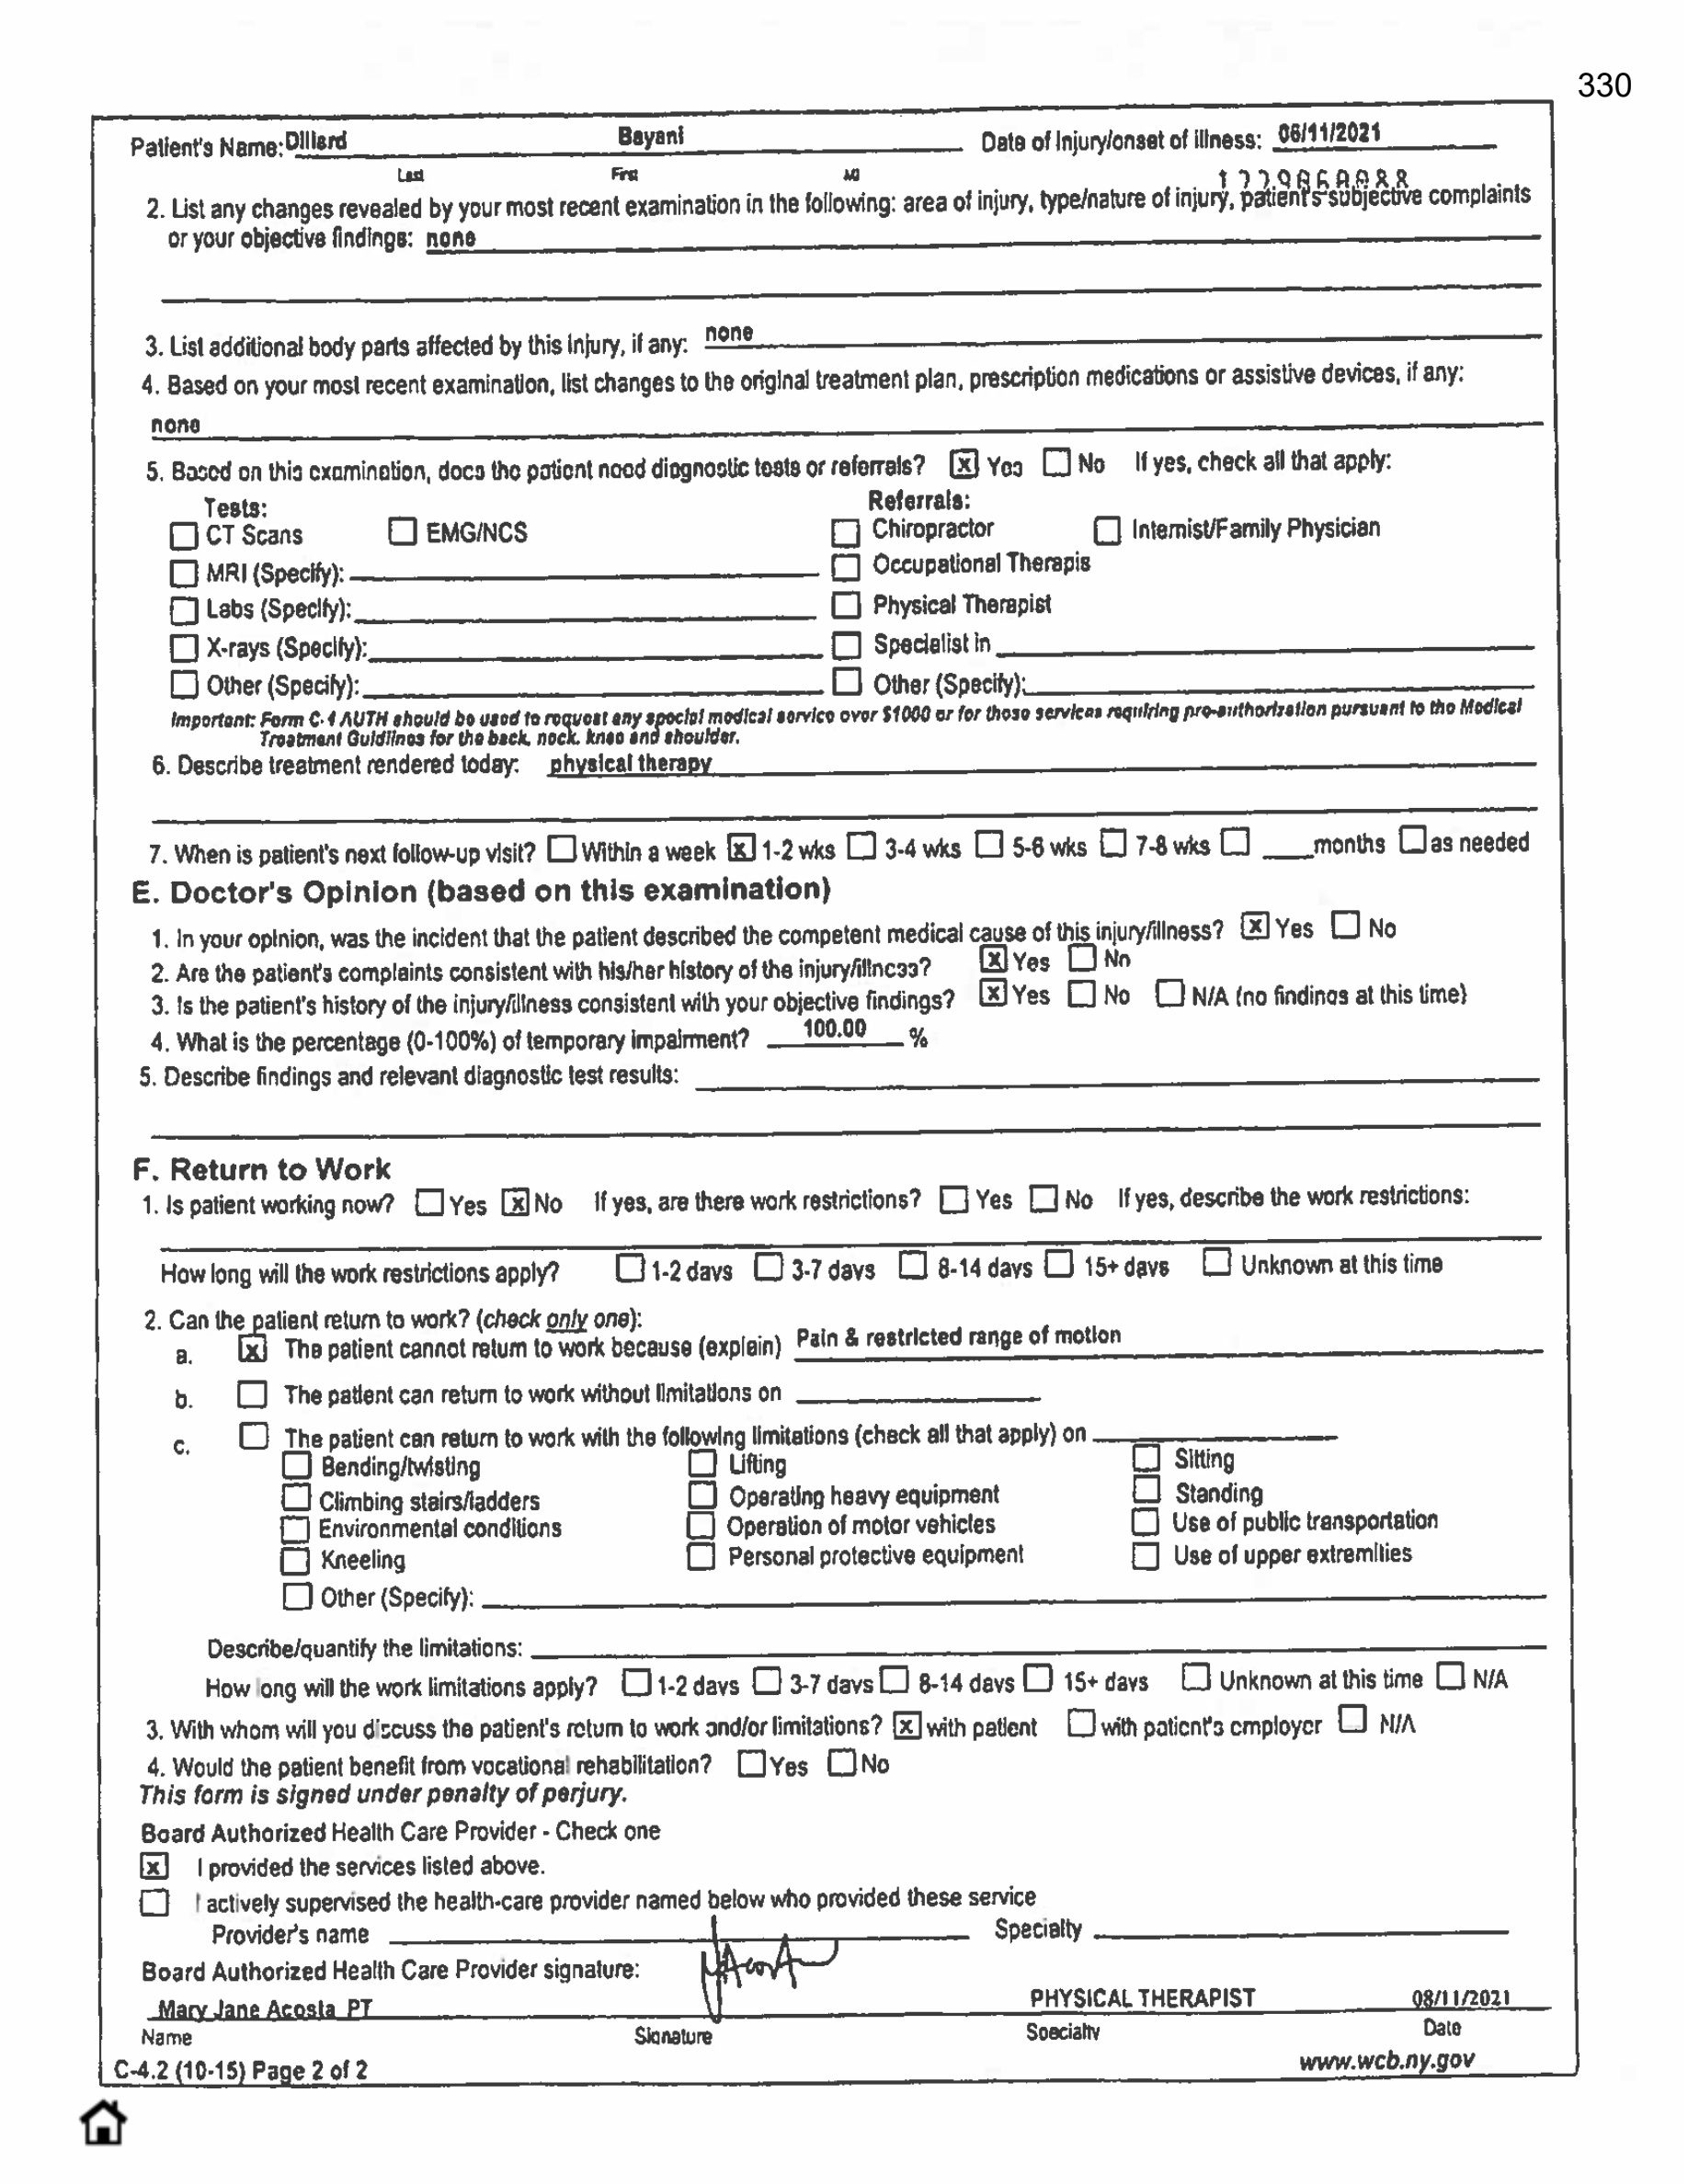 330
Patient's Name: Dillard Bayani Date of Injury/onset of illness: 06/11/2021
Last First MI
2. List any changes revealed by your most recent examination in the following: area of injury, type/nature of injury, patient's subjective complaints
or your objective findings: none
3. List additional body parts affected by this injury, if any: none
4. Based on your most recent examination, list changes to the original treatment plan, prescription medications or assistive devices, if any:
none
5. Based on this examination, does the patient need diagnostic tests or referrals? [x] Yes [ ] No If yes, check all that apply:
Tests: Referrals:
[ ] CT Scans [ ] EMG/NCS [ ] Chiropractor [ ] Internist/Family Physician
[ ] MRI (Specify): [ ] Occupational Therapis
[ ] Labs (Specify): [ ] Physical Therapist
[ ] X-rays (Specify): [ ] Specialist in
[ ] Other (Specify): [ ] Other (Specify):
Important: Form C-4 AUTH should be used to request any special medical service over $1000 or for those services requiring pre-authorization pursuant to the Medical
Treatment Guidlines for the back, neck, knee and shoulder.
6. Describe treatment rendered today: physical therapy
7. When is patient's next follow-up visit? [ ] Within a week [x] 1-2 wks [ ] 3-4 wks [ ] 5-6 wks [ ] 7-8 wks [ ] ____months [ ] as needed
E. Doctor's Opinion (based on this examination)
1. In your opinion, was the incident that the patient described the competent medical cause of this injury/illness? [x] Yes [ ] No
2. Are the patient's complaints consistent with his/her history of the injury/illness? [x] Yes [ ] No
3. Is the patient's history of the injury/illness consistent with your objective findings? [x] Yes [ ] No [ ] N/A (no findings at this time)
4. What is the percentage (0-100%) of temporary impairment? 100.00 %
5. Describe findings and relevant diagnostic test results:
F. Return to Work
1. Is patient working now? [ ] Yes [x] No If yes, are there work restrictions? [ ] Yes [ ] No If yes, describe the work restrictions:
How long will the work restrictions apply? [ ] 1-2 days [ ] 3-7 days [ ] 8-14 days [ ] 15+ days [ ] Unknown at this time
2. Can the patient return to work? (check only one):
a. [x] The patient cannot return to work because (explain) Pain & restricted range of motion
b. [ ] The patient can return to work without limitations on
c. [ ] The patient can return to work with the following limitations (check all that apply) on
[ ] Bending/twisting [ ] Lifting [ ] Sitting
[ ] Climbing stairs/ladders [ ] Operating heavy equipment [ ] Standing
[ ] Environmental conditions [ ] Operation of motor vehicles [ ] Use of public transportation
[ ] Kneeling [ ] Personal protective equipment [ ] Use of upper extremities
[ ] Other (Specify):
Describe/quantify the limitations:
How long will the work limitations apply? [ ] 1-2 days [ ] 3-7 days [ ] 8-14 days [ ] 15+ days [ ] Unknown at this time [ ] N/A
3. With whom will you discuss the patient's return to work and/or limitations? [x] with patient [ ] with patient's employer [ ] N/A
4. Would the patient benefit from vocational rehabilitation? [ ] Yes [ ] No
This form is signed under penalty of perjury.
Board Authorized Health Care Provider - Check one
[x] I provided the services listed above.
[ ] I actively supervised the health-care provider named below who provided these service
Provider's name Specialty
Board Authorized Health Care Provider signature:
Mary Jane Acosta PT PHYSICAL THERAPIST 08/11/2021
Name Signature Specialty Date
C-4.2 (10-15) Page 2 of 2 www.wcb.ny.gov